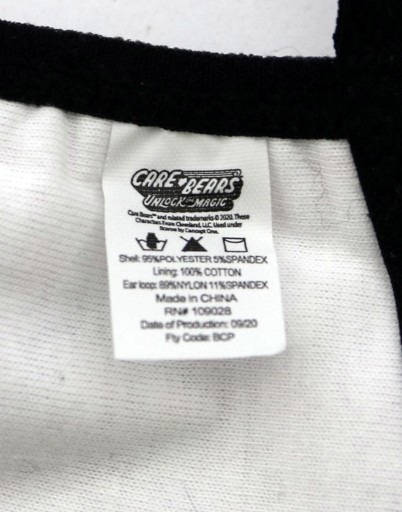 CARE BEARS
UNLOCK THE MAGIC
Care Bears™ and related trademarks © 2020. These
Characters From Cleveland, LLC. Used under
license by Concept One.
Shell: 95%POLYESTER 5%SPANDEX
Lining: 100% COTTON
Ear loop: 89%NYLON 11%SPANDEX
Made in CHINA
RN# 109028
Date of Production: 09/20
Fty Code: BCP